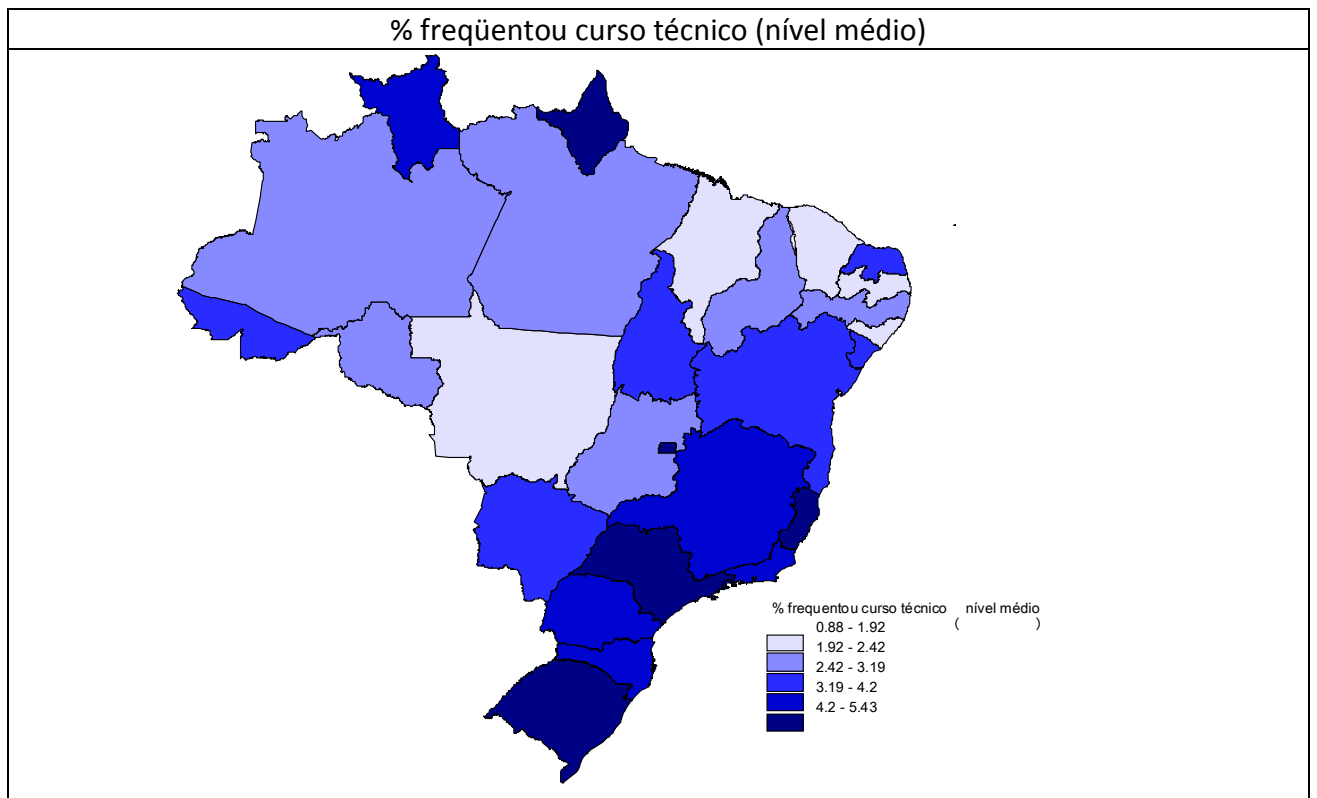 % freqüentou curso técnico (nível médio)
% frequentou curso técnico ( nível médio )
0.88 - 1.92
1.92 - 2.42
2.42 - 3.19
3.19 - 4.2
4.2 - 5.43